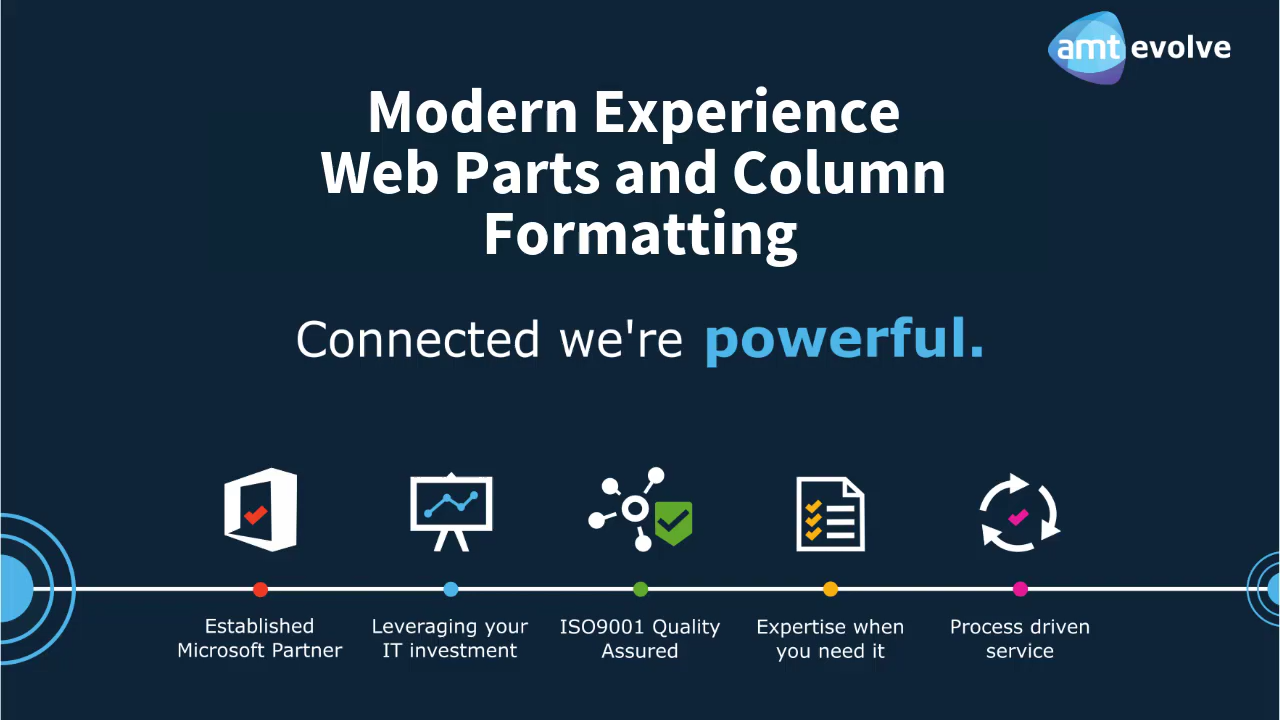 amt evolve
Modern Experience
Web Parts and Column
Formatting
Connected we're powerful.
Established
Microsoft Partner
Leveraging your
IT investment
ISO9001 Quality
Assured
Expertise when
you need it
Process driven
service